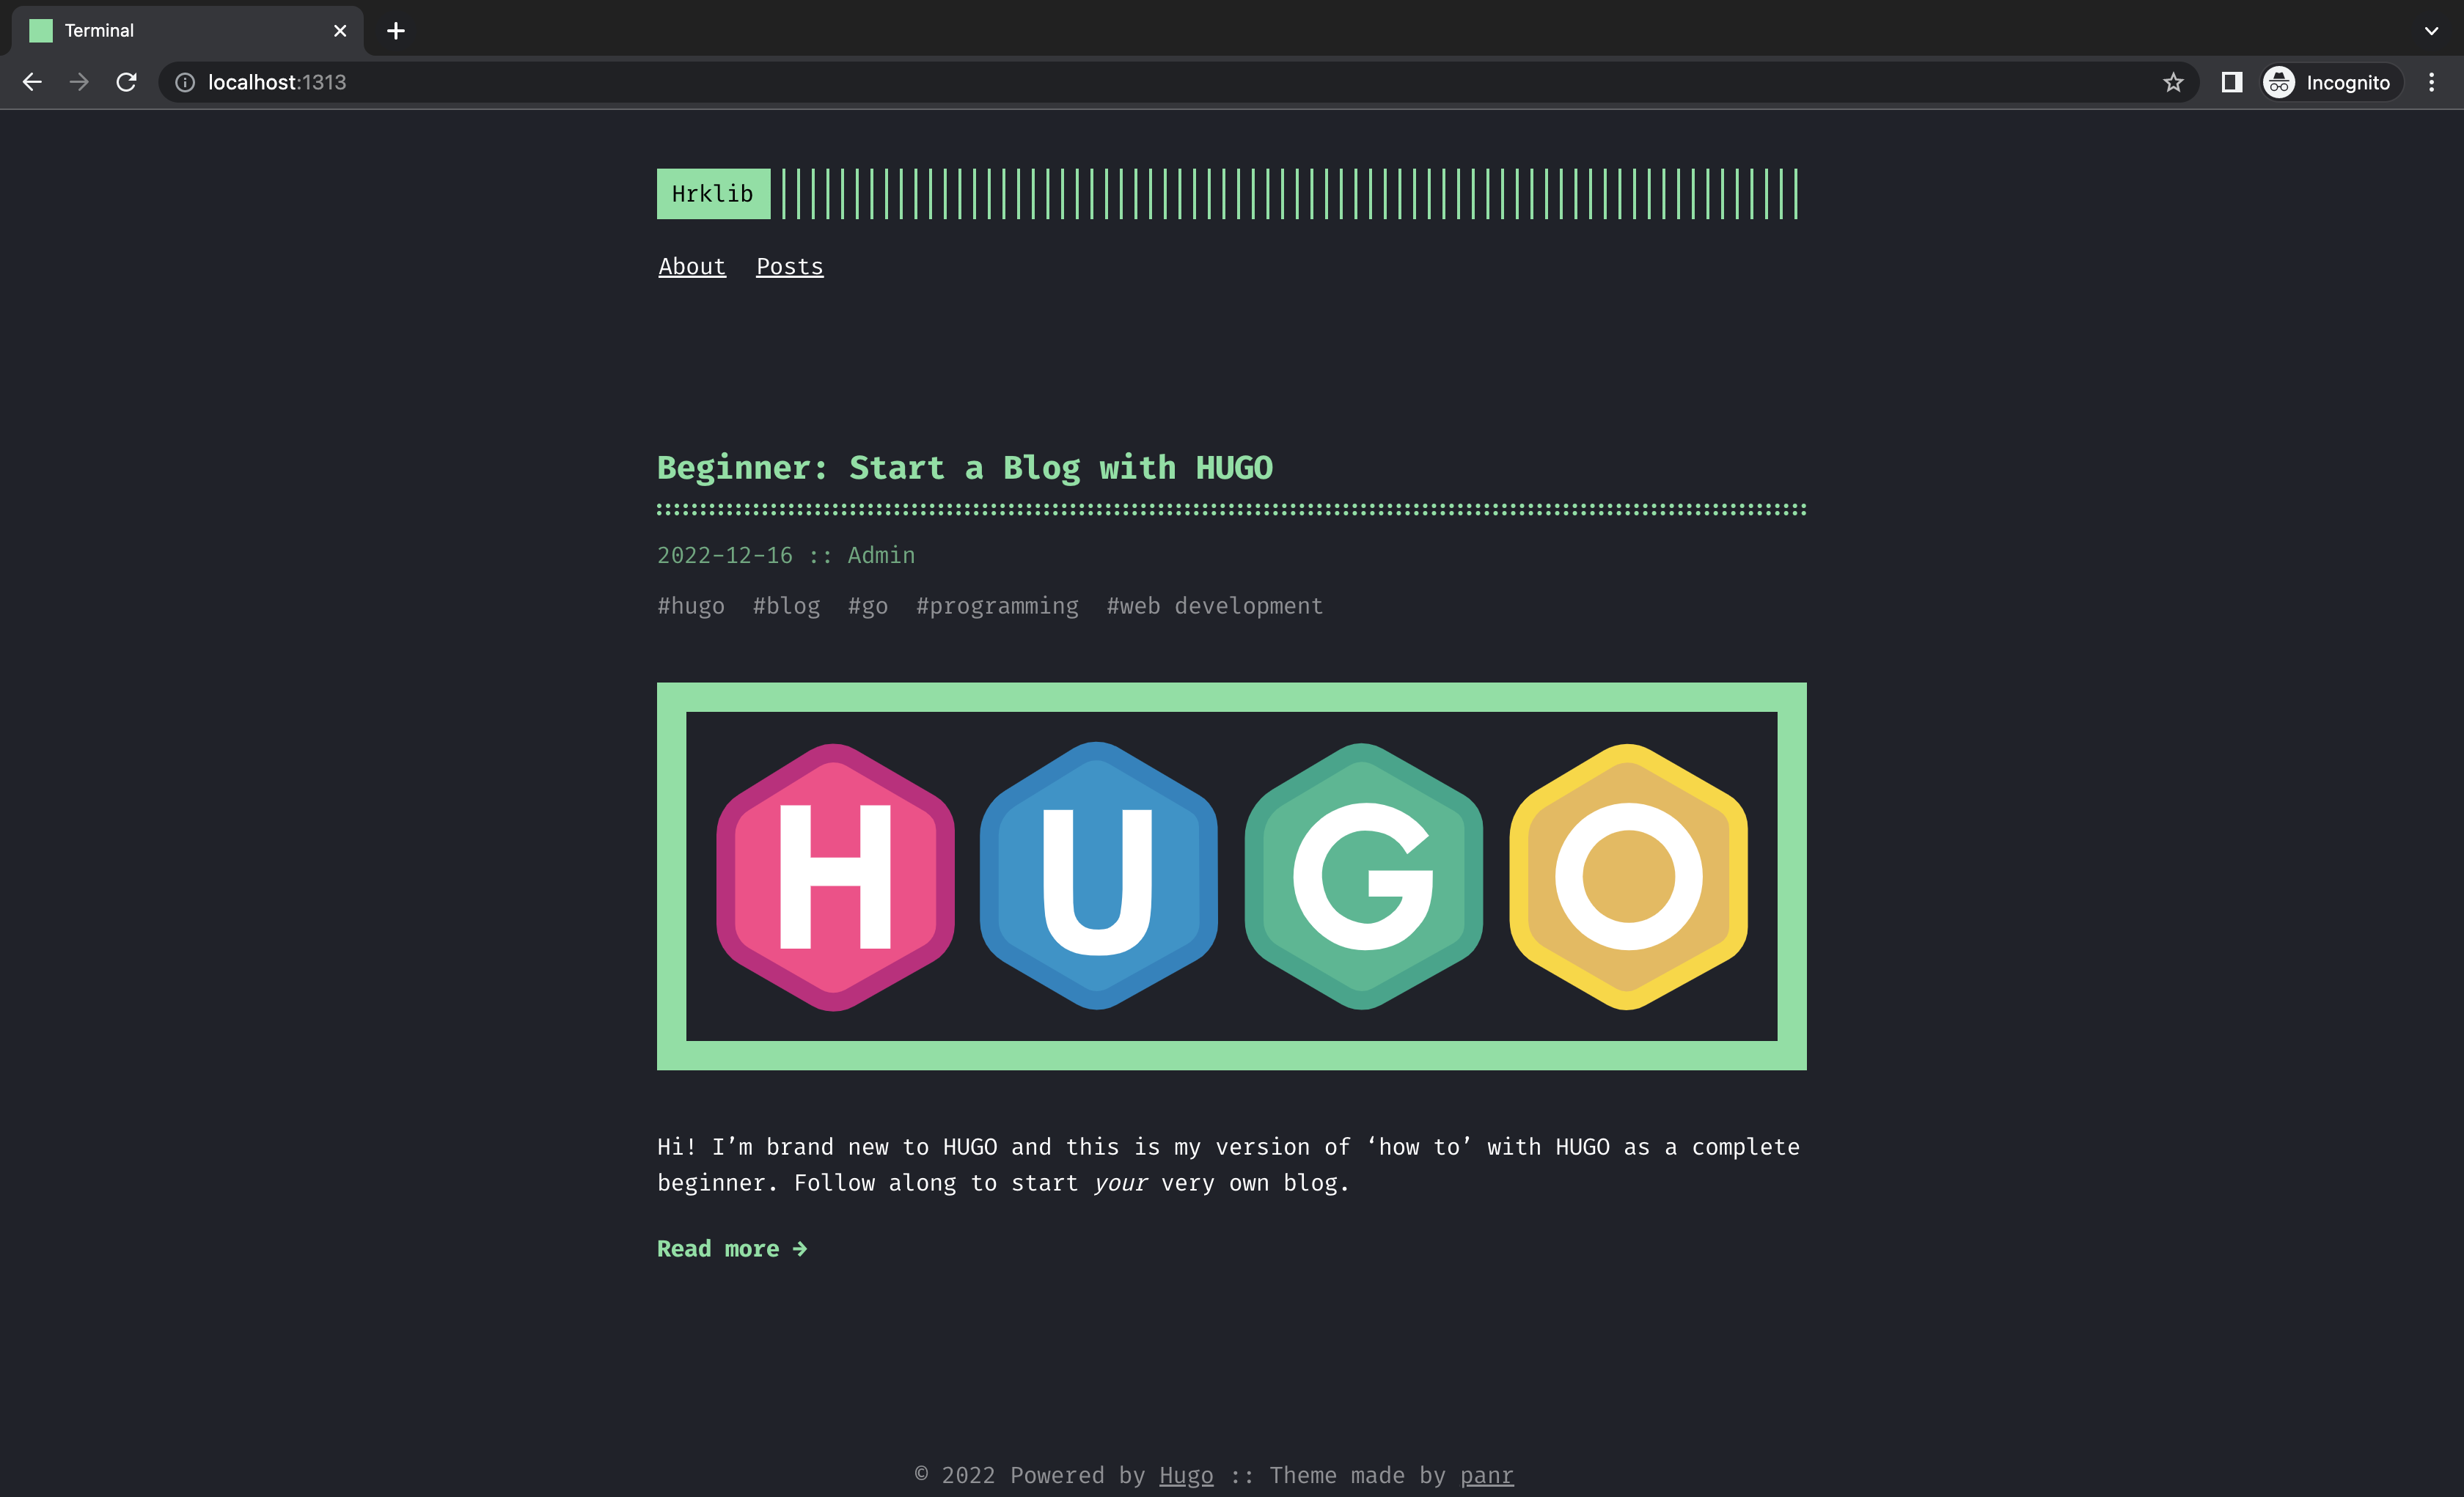 Terminal
localhost:1313
Incognito
Hrklib
About Posts
Beginner: Start a Blog with HUGO
2022-12-16 :: Admin
#hugo #blog #go #programming #web development
HUGO
Hi! I’m brand new to HUGO and this is my version of ‘how to’ with HUGO as a complete
beginner. Follow along to start your very own blog.
Read more →
© 2022 Powered by Hugo :: Theme made by panr